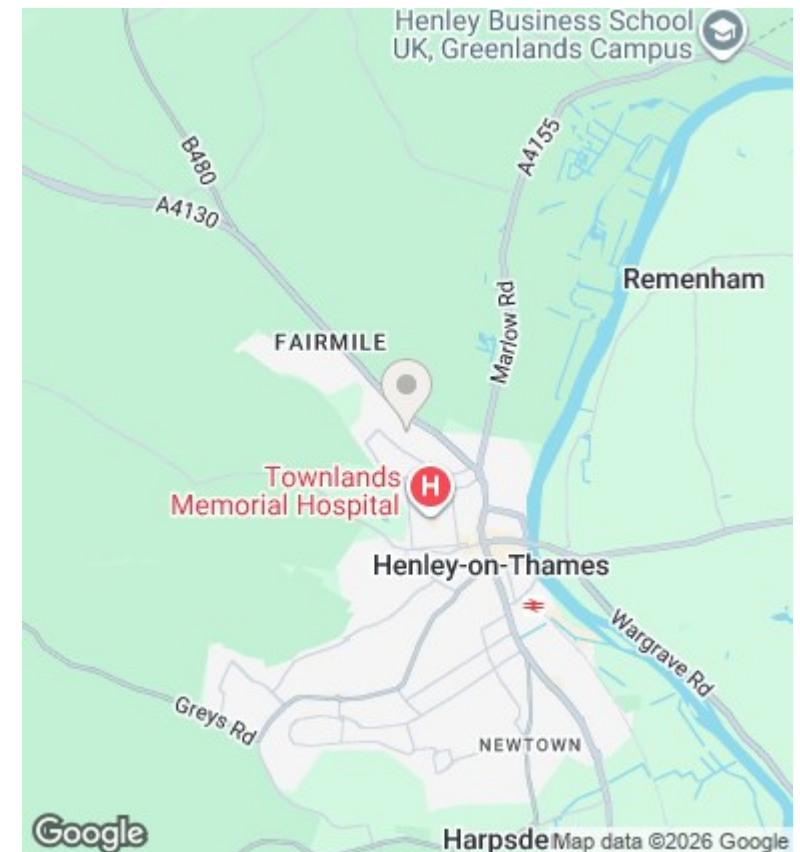 Henley Business School
UK, Greenlands Campus
A4155
B480
A4130
Remenham
Marlow Rd
FAIRMILE
Townlands
Memorial Hospital
H
Henley-on-Thames
Wargrave Rd
Greys Rd
NEWTOWN
Google
Harpsde
Map data ©2026 Google